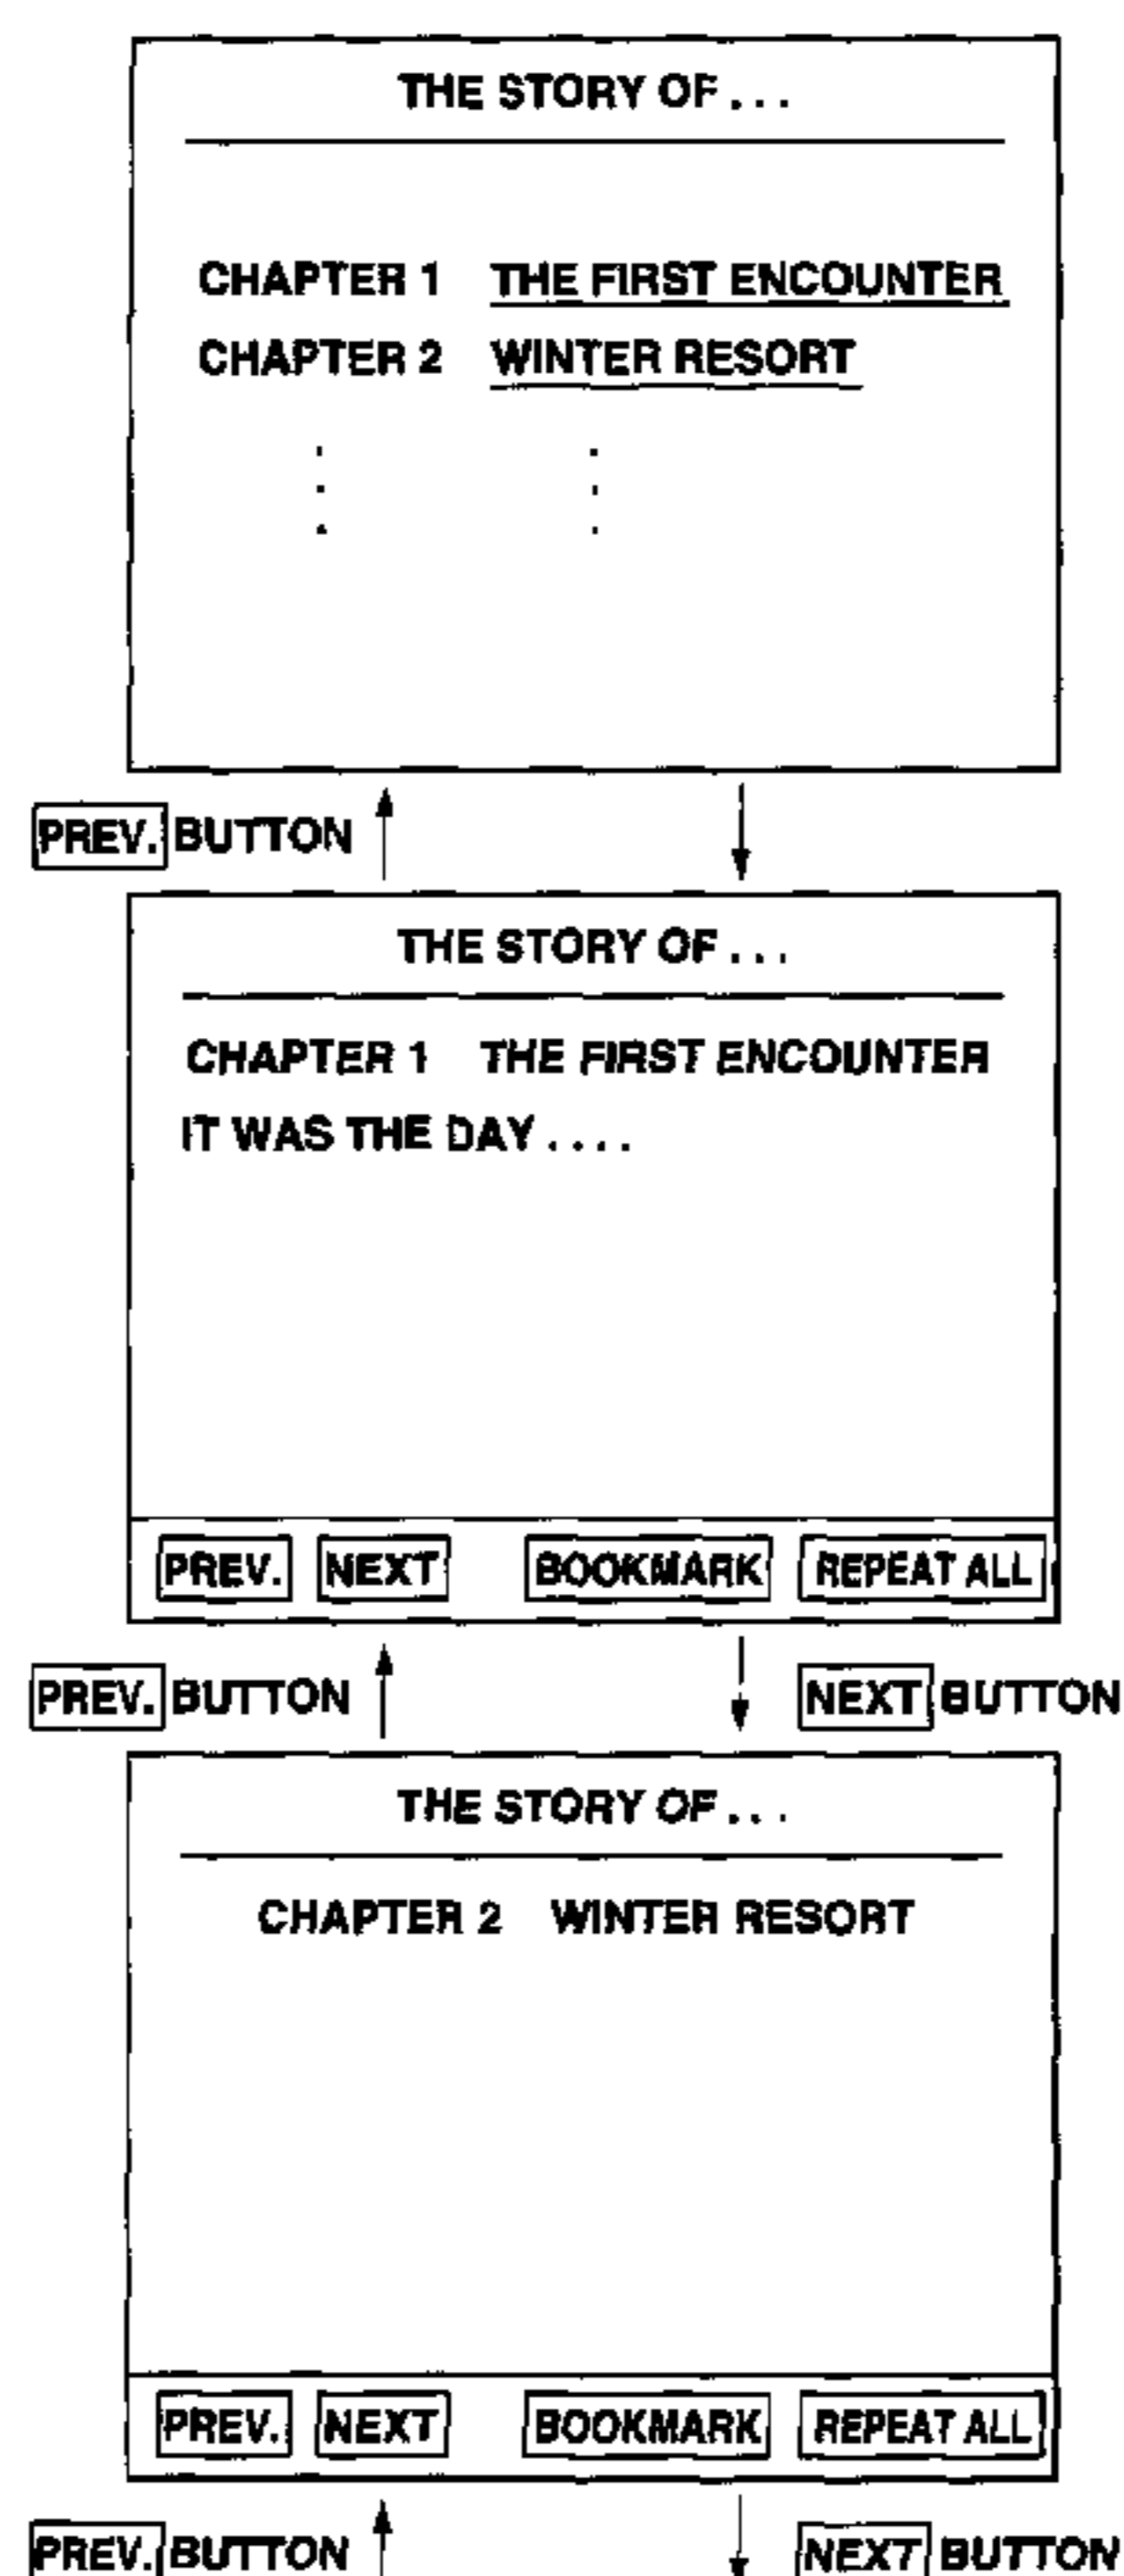 THE STORY OF . . .
CHAPTER 1 THE FIRST ENCOUNTER
CHAPTER 2 WINTER RESORT
PREV. BUTTON
THE STORY OF . . .
CHAPTER 1 THE FIRST ENCOUNTER
IT WAS THE DAY . . . .
PREV. NEXT BOOKMARK REPEAT ALL
PREV. BUTTON NEXT BUTTON
THE STORY OF . . .
CHAPTER 2 WINTER RESORT
PREV. NEXT BOOKMARK REPEAT ALL
PREV. BUTTON NEXT BUTTON